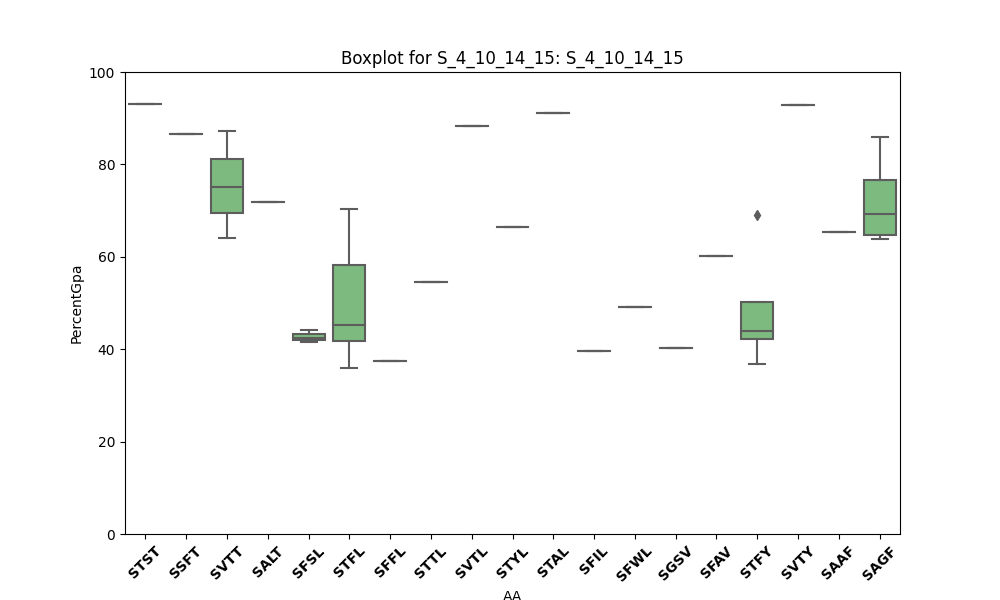 Boxplot for S_4_10_14_15: S_4_10_14_15
100
80
60
40
20
0
PercentGpa
STST SSFT SVTT SALT SFSL STFL SFFL STTL SVTL STYL STAL SFIL SFWL SGSV SFAV STFY SVTY SAAF SAGF
AA